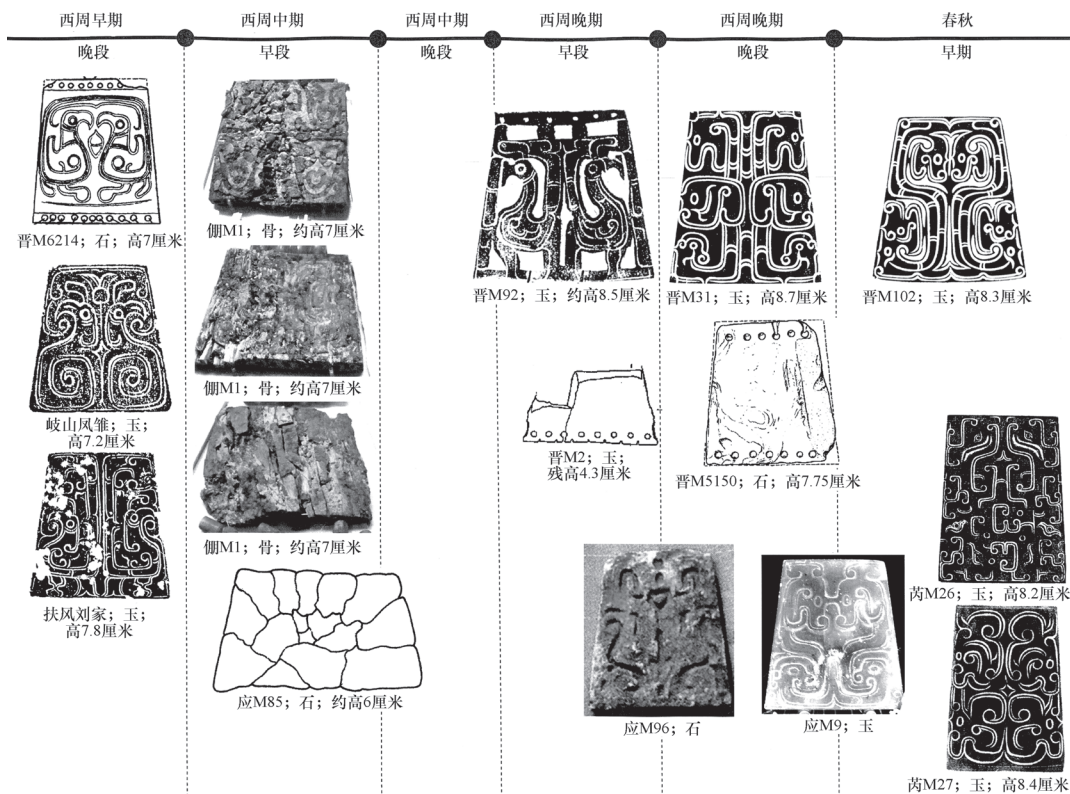 西周早期
西周中期
西周中期
西周晚期
西周晚期
春秋
晚段
早段
晚段
早段
晚段
早期
晋M6214；石；高7厘米
岐山凤雏；玉；
高7.2厘米
扶风刘家；玉；
高7.8厘米
倗M1；骨；约高7厘米
倗M1；骨；约高7厘米
倗M1；骨；约高7厘米
应M85；石；约高6厘米
晋M92；玉；约高8.5厘米
晋M2；玉；
残高4.3厘米
应M96；石
晋M31；玉；高8.7厘米
晋M5150；石；高7.75厘米
应M9；玉
晋M102；玉；高8.3厘米
芮M26；玉；高8.2厘米
芮M27；玉；高8.4厘米